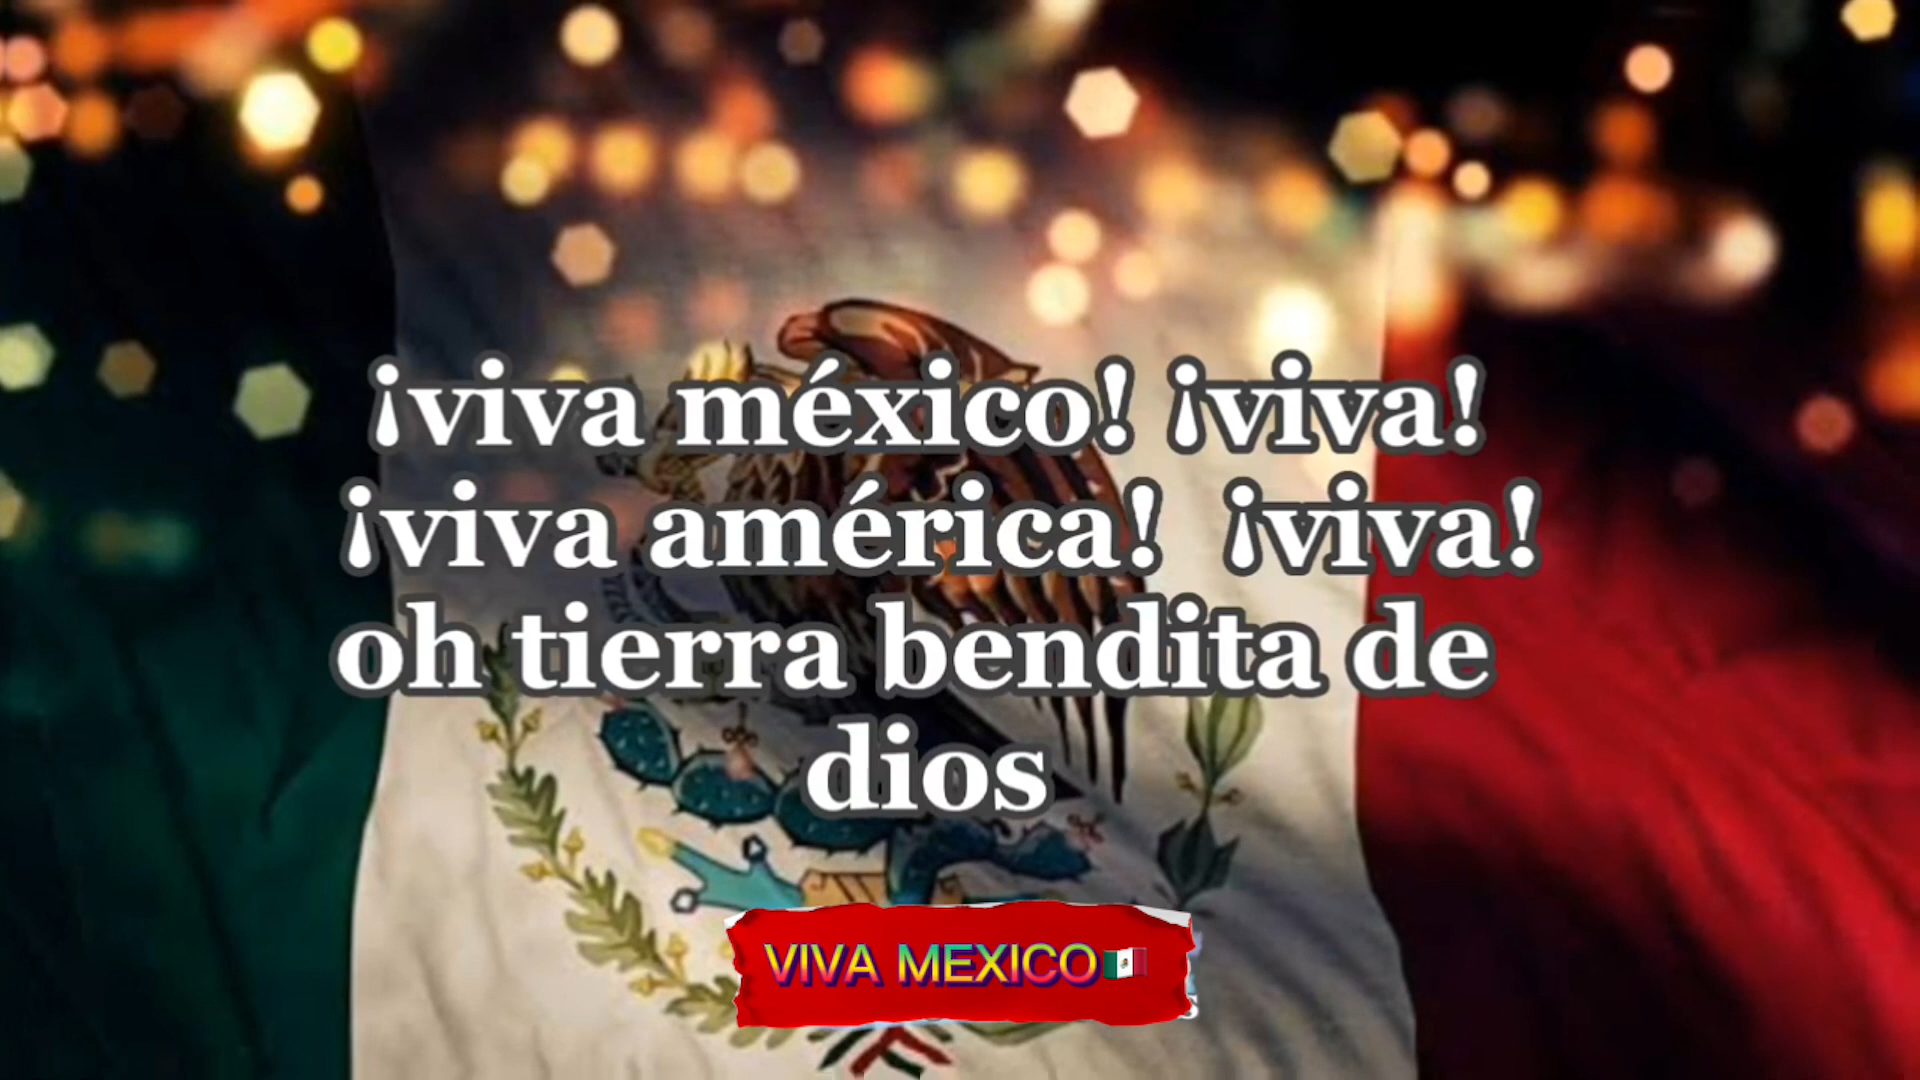 ¡viva méxico! ¡viva!
¡viva américa! ¡viva!
oh tierra bendita de
dios
VIVA MEXICO🇲🇽